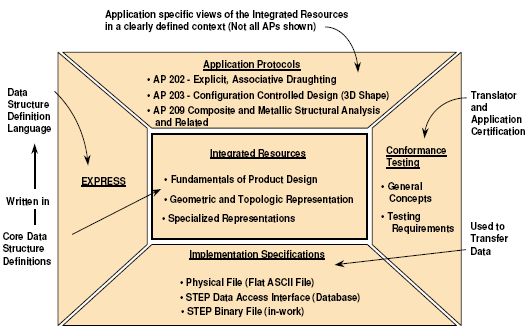 Application specific views of the Integrated Resources
in a clearly defined context (Not all APs shown)
Application Protocols
• AP 202 - Explicit, Associative Draughting
• AP 203 - Configuration Controlled Design (3D Shape)
• AP 209 Composite and Metallic Structural Analysis
and Related
Data
Structure
Definition
Language
Written in
Core Data
Structure
Definitions
EXPRESS
Integrated Resources
• Fundamentals of Product Design
• Geometric and Topologic Representation
• Specialized Representations
Conformance
Testing
• General
Concepts
• Testing
Requirements
Translator
and
Application
Certification
Used to
Transfer
Data
Implementation Specifications
• Physical File (Flat ASCII File)
• STEP Data Access Interface (Database)
• STEP Binary File (in-work)